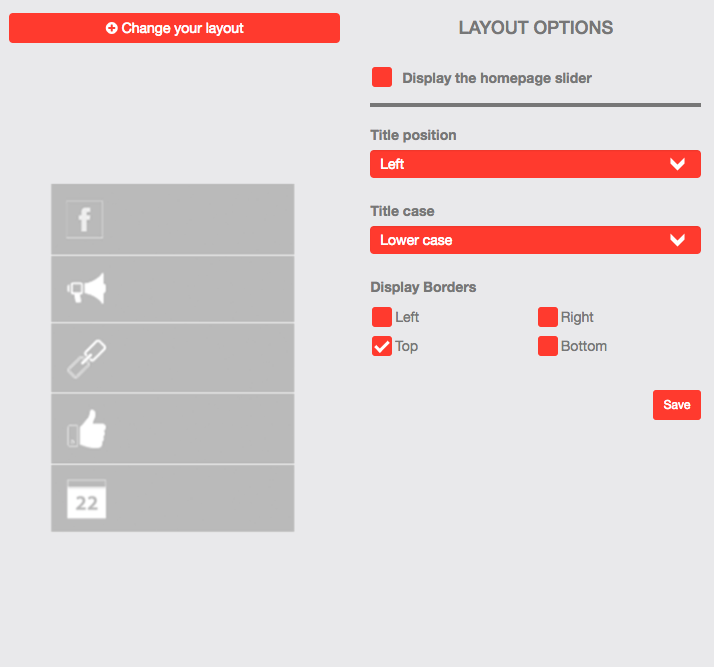 Change your layout
LAYOUT OPTIONS
Display the homepage slider
Title position
Left
Title case
Lower case
Display Borders
Left
Right
Top
Bottom
Save
f
22